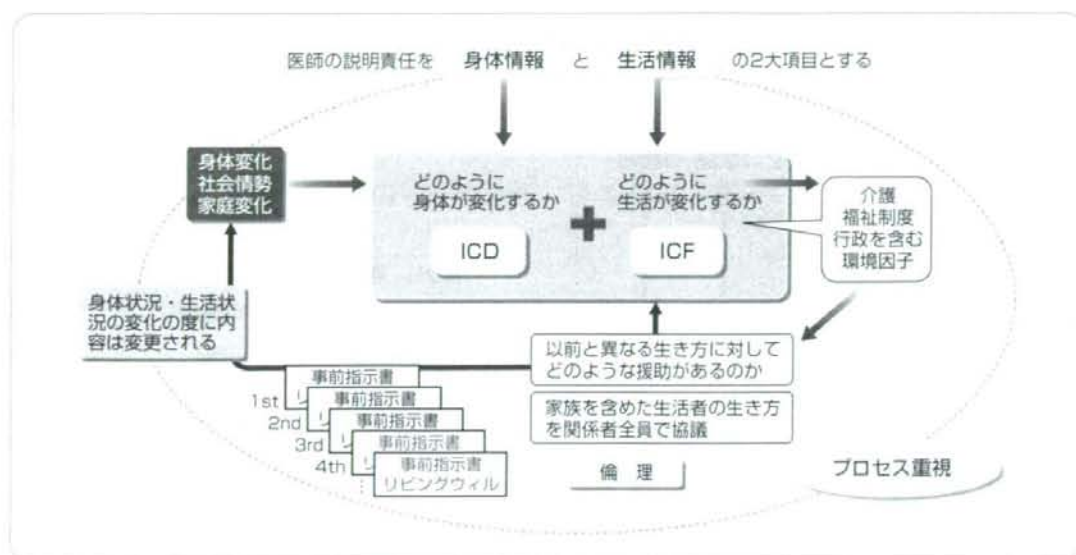 医師の説明責任を 身体情報 と 生活情報 の2大項目とする
身体変化
社会情勢
家庭変化
どのように
身体が変化するか
ICD
どのように
生活が変化するか
ICF
介護
福祉制度
行政を含む
環境因子
身体状況・生活状
況の変化の度に内
容は変更される
以前と異なる生き方に対して
どのような援助があるのか
家族を含めた生活者の生き方
を関係者全員で協議
倫 理
プロセス重視
事前指示書
1st リ 事前指示書
2nd リ 事前指示書
3rd リ 事前指示書
4th リ 事前指示書
リビングウィル